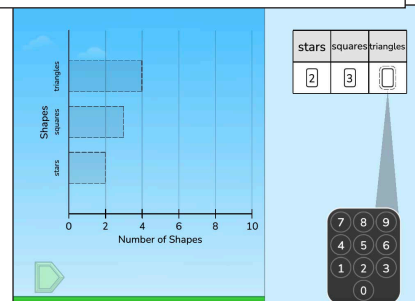 stars squares triangles
2 3
triangles
squares
stars
Shapes
0 2 4 6 8 10
Number of Shapes
7 8 9
4 5 6
1 2 3
0